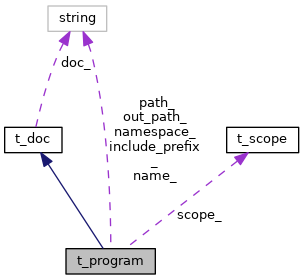 string
doc_
path_
out_path_
namespace_
include_prefix
_
name_
t_doc
t_scope
scope_
t_program